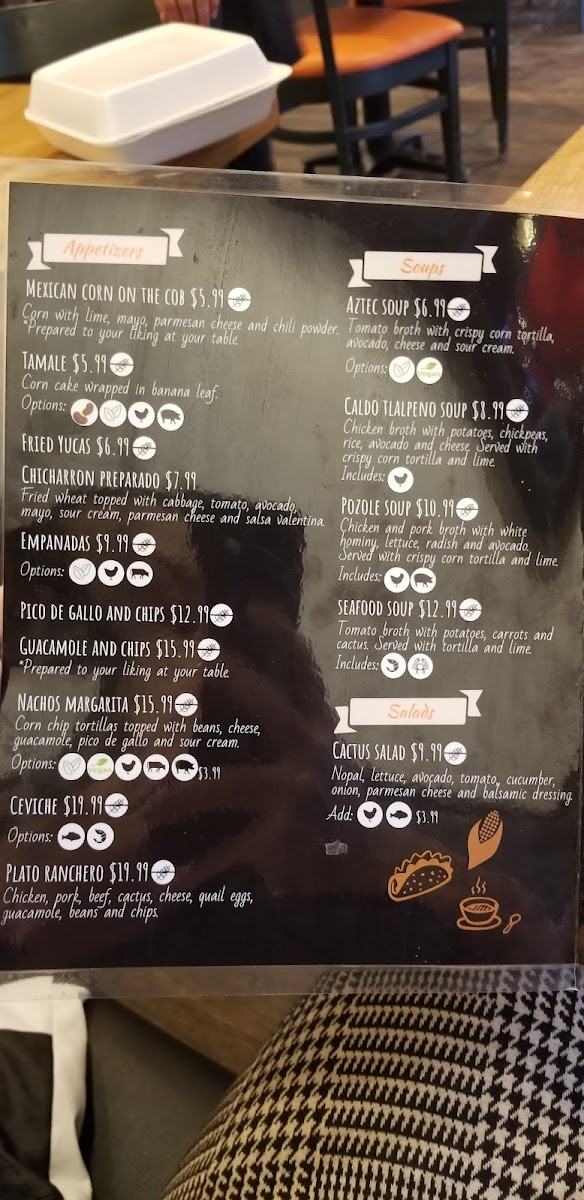 Appetizers
MEXICAN CORN ON THE COB $5.99
Corn with lime, mayo, parmesan cheese and chili powder.
*Prepared to your liking at your table.
TAMALE $5.99
Corn cake wrapped in banana leaf.
Options:
FRIED YUCAS $6.99
CHICHARRON PREPARADO $7.99
Fried wheat topped with cabbage, tomato, avocado,
mayo, sour cream, parmesan cheese and salsa valentina.
EMPANADAS $9.99
Options:
PICO DE GALLO AND CHIPS $12.99
GUACAMOLE AND CHIPS $15.99
*Prepared to your liking at your table.
NACHOS MARGARITA $15.99
Corn chip tortillas topped with beans, cheese,
guacamole, pico de gallo and sour cream.
Options: vegan $3.99
CEVICHE $19.99
Options:
PLATO RANCHERO $19.99
Chicken, pork, beef, cactus, cheese, quail eggs,
guacamole, beans and chips.
Soups
AZTEC SOUP $6.99
Tomato broth with crispy corn tortilla,
avocado, cheese and sour cream.
Options: vegan
CALDO TLALPENO SOUP $8.99
Chicken broth with potatoes, chickpeas,
rice, avocado and cheese. Served with
crispy corn tortilla and lime.
Includes:
POZOLE SOUP $10.99
Chicken and pork broth with white
hominy, lettuce, radish and avocado.
Served with crispy corn tortilla and lime.
Includes:
SEAFOOD SOUP $12.99
Tomato broth with potatoes, carrots and
cactus. Served with tortilla and lime.
Includes:
Salads
CACTUS SALAD $9.99
Nopal, lettuce, avocado, tomato, cucumber,
onion, parmesan cheese and balsamic dressing.
Add: $3.99